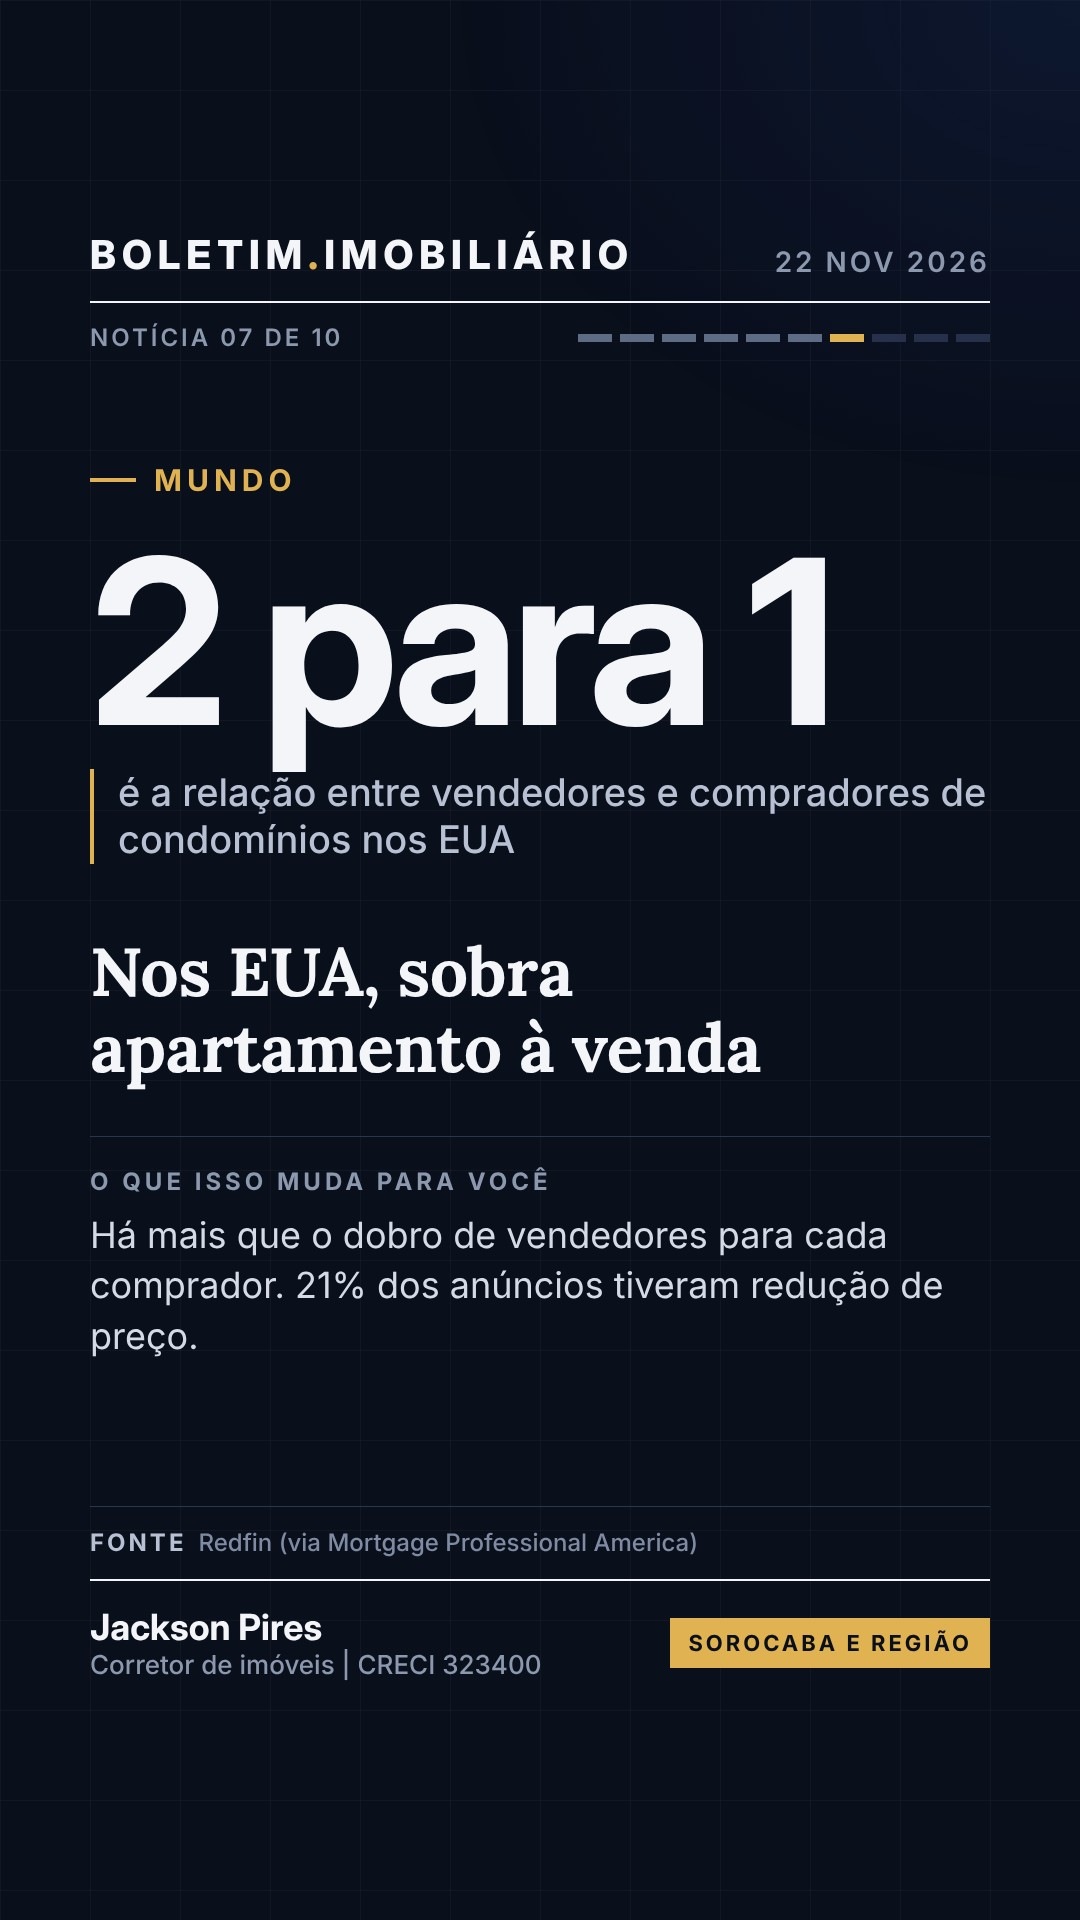 BOLETIM.IMOBILIÁRIO
22 NOV 2026
NOTÍCIA 07 DE 10
MUNDO
2 para 1
é a relação entre vendedores e compradores de
condomínios nos EUA
Nos EUA, sobra
apartamento à venda
O QUE ISSO MUDA PARA VOCÊ
Há mais que o dobro de vendedores para cada
comprador. 21% dos anúncios tiveram redução de
preço.
FONTE Redfin (via Mortgage Professional America)
Jackson Pires
Corretor de imóveis | CRECI 323400
SOROCABA E REGIÃO